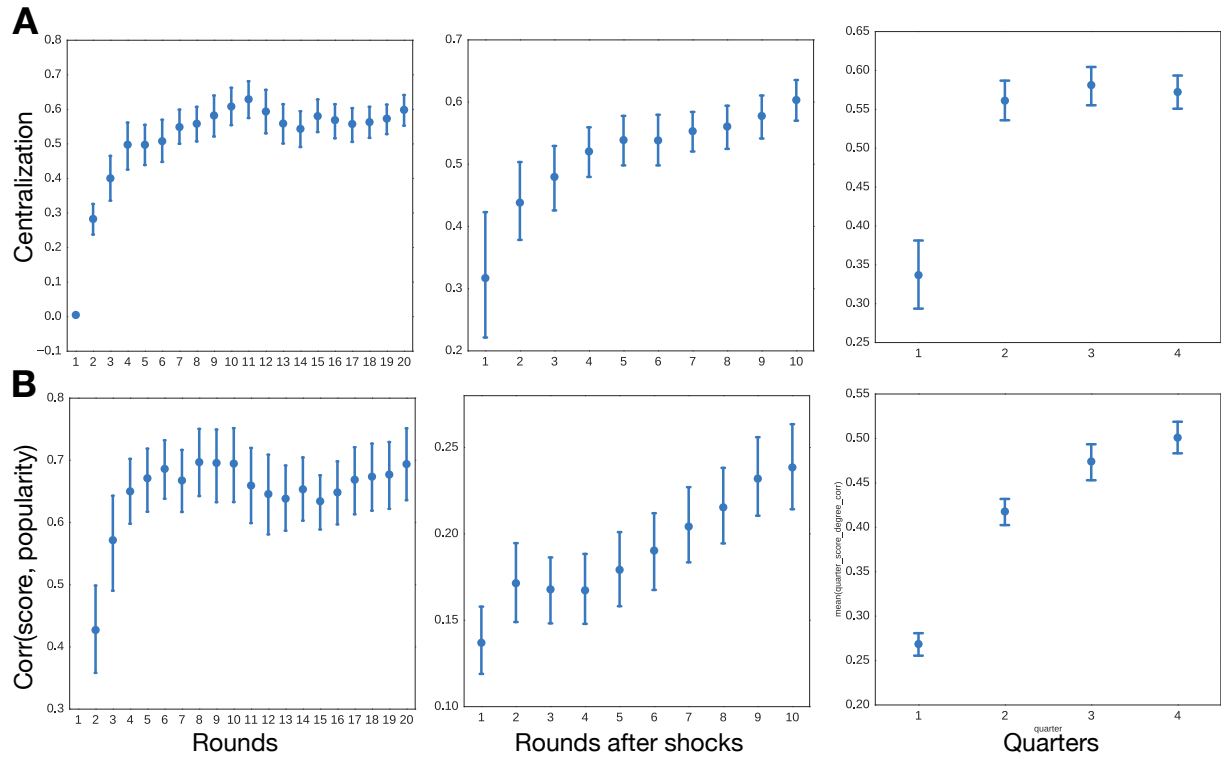 A
Centralization
0.8
0.7
0.6
0.5
0.4
0.3
0.2
0.1
0.0
−0.1
1 2 3 4 5 6 7 8 9 10 11 12 13 14 15 16 17 18 19 20
0.7
0.6
0.5
0.4
0.3
0.2
1 2 3 4 5 6 7 8 9 10
0.65
0.60
0.55
0.50
0.45
0.40
0.35
0.30
0.25
1 2 3 4
B
Corr(score, popularity)
0.8
0.7
0.6
0.5
0.4
0.3
1 2 3 4 5 6 7 8 9 10 11 12 13 14 15 16 17 18 19 20
Rounds
0.25
0.20
0.15
0.10
1 2 3 4 5 6 7 8 9 10
Rounds after shocks
mean(quarter_score_degree_corr)
0.55
0.50
0.45
0.40
0.35
0.30
0.25
0.20
1 2 3 4
quarter
Quarters